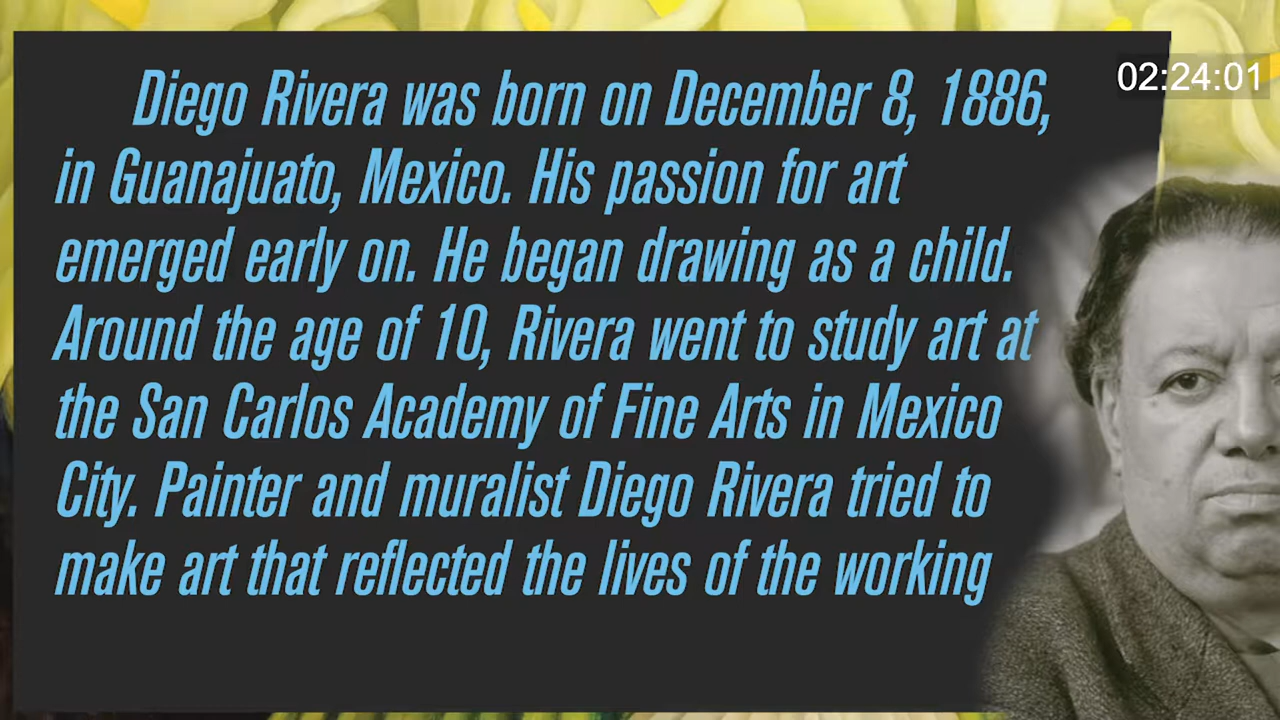 Diego Rivera was born on December 8, 1886,
02:24:01
in Guanajuato, Mexico. His passion for art
emerged early on. He began drawing as a child.
Around the age of 10, Rivera went to study art at
the San Carlos Academy of Fine Arts in Mexico
City. Painter and muralist Diego Rivera tried to
make art that reflected the lives of the working